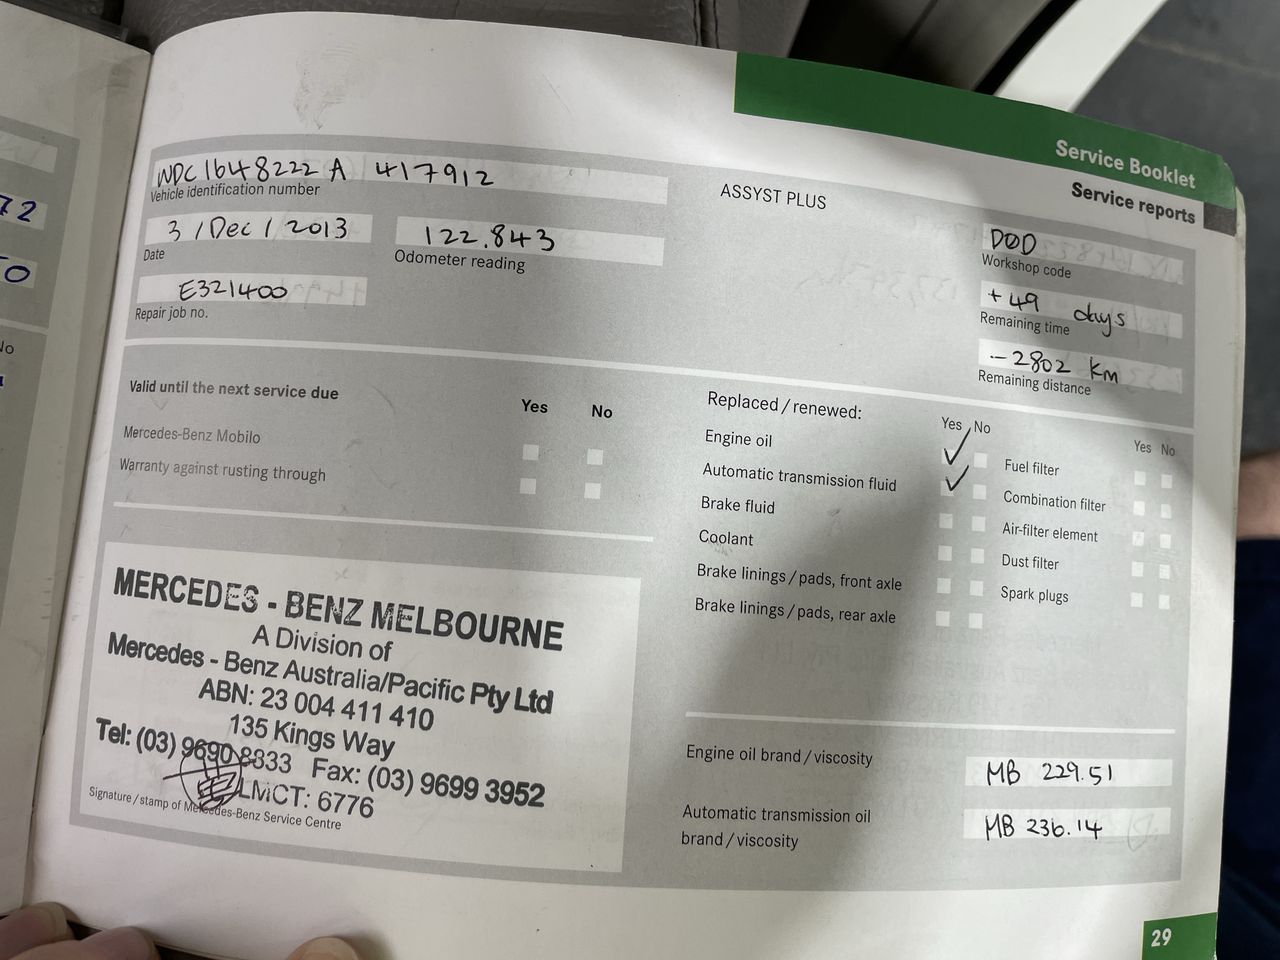 72
0
No
Service Booklet
Service reports
WDC1648222A 417912
Vehicle identification number
3 / Dec / 2013
Date
122.843
Odometer reading
E321400
Repair job no.
ASSYST PLUS
D0D
Workshop code
+ 49 days
Remaining time
- 2802 km
Remaining distance
Valid until the next service due
Yes No
Mercedes-Benz Mobilo
Warranty against rusting through
Replaced / renewed:
Yes No
Engine oil ✓
Automatic transmission fluid ✓
Brake fluid
Coolant
Brake linings / pads, front axle
Brake linings / pads, rear axle
Yes No
Fuel filter
Combination filter
Air-filter element
Dust filter
Spark plugs
MERCEDES - BENZ MELBOURNE
A Division of
Mercedes - Benz Australia/Pacific Pty Ltd
ABN: 23 004 411 410
135 Kings Way
Tel: (03) 9690 8833 Fax: (03) 9699 3952
LMCT: 6776
Signature / stamp of Mercedes-Benz Service Centre
Engine oil brand / viscosity
MB 229.51
Automatic transmission oil
brand / viscosity
MB 236.14
29